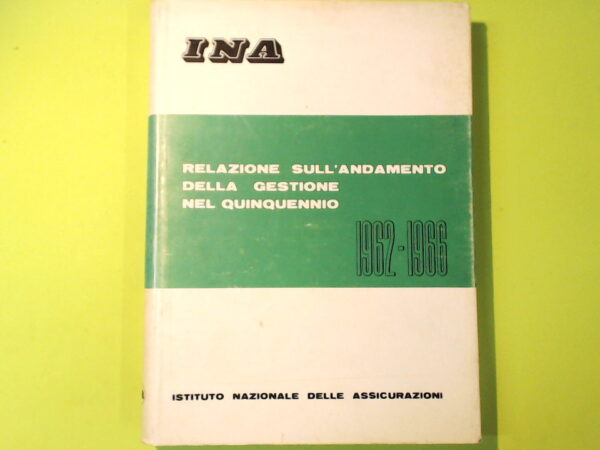 INA
RELAZIONE SULL'ANDAMENTO
DELLA GESTIONE
NEL QUINQUENNIO
1962-1966
ISTITUTO NAZIONALE DELLE ASSICURAZIONI